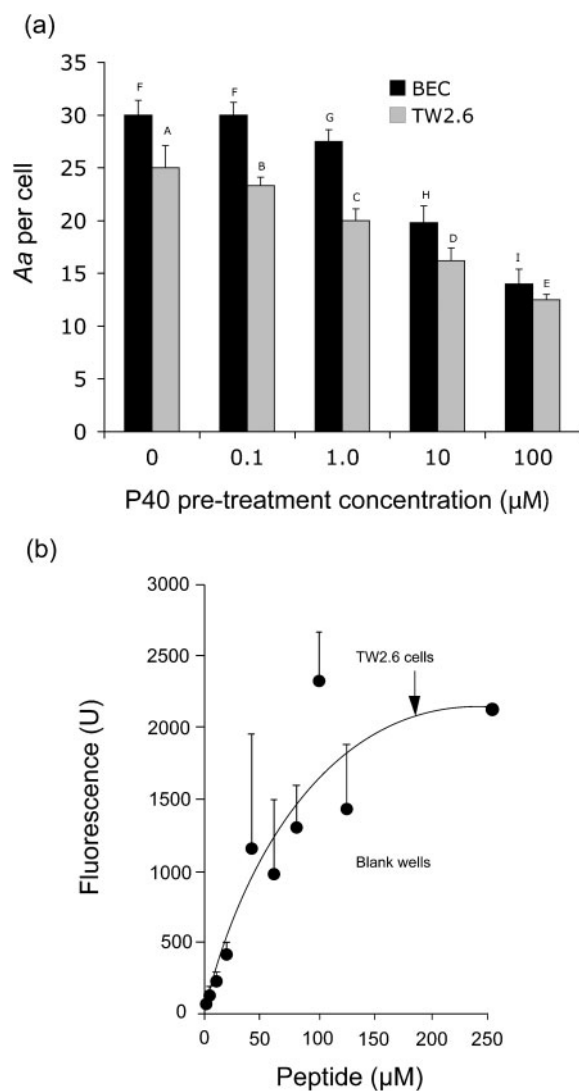 (a)
35
30
25
20
15
10
5
0
Aa per cell
BEC
TW2.6
F
A
F
B
G
C
H
D
I
E
0 0.1 1.0 10 100
P40 pre-treatment concentration (µM)
(b)
3000
2500
2000
1500
1000
500
0
Fluorescence (U)
TW2.6 cells
Blank wells
0 50 100 150 200 250
Peptide (µM)